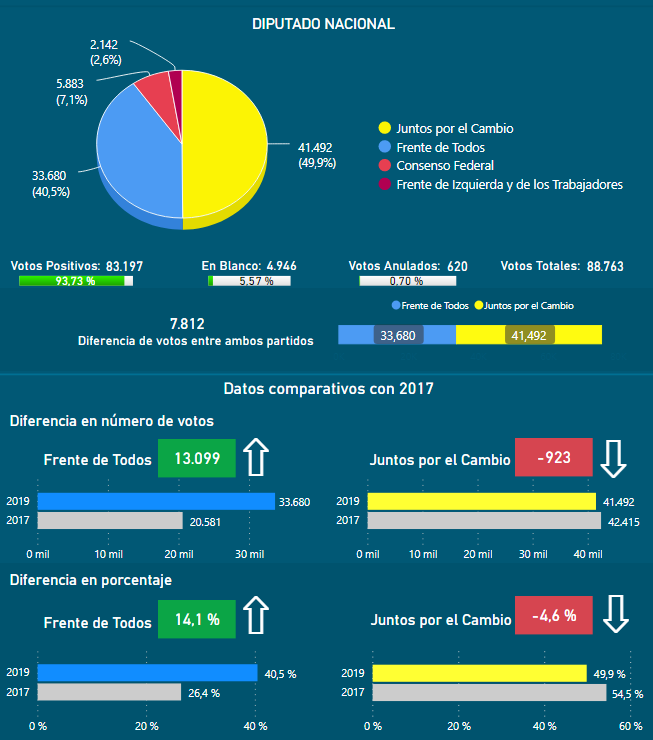 DIPUTADO NACIONAL
2.142
(2,6%)
5.883
(7,1%)
41.492
(49,9%)
33.680
(40,5%)
Juntos por el Cambio
Frente de Todos
Consenso Federal
Frente de Izquierda y de los Trabajadores
Votos Positivos: 83.197
93,73 %
En Blanco: 4.946
5,57 %
Votos Anulados: 620
0,70 %
Votos Totales: 88.763
7.812
Diferencia de votos entre ambos partidos
Frente de Todos Juntos por el Cambio
33,680 41,492
Datos comparativos con 2017
Diferencia en número de votos
Frente de Todos 13.099
2019 33.680
2017 20.581
0 mil 10 mil 20 mil 30 mil
Juntos por el Cambio -923
2019 41.492
2017 42.415
0 mil 10 mil 20 mil 30 mil 40 mil
Diferencia en porcentaje
Frente de Todos 14,1 %
2019 40,5 %
2017 26,4 %
0 % 20 % 40 %
Juntos por el Cambio -4,6 %
2019 49,9 %
2017 54,5 %
0 % 20 % 40 % 60 %